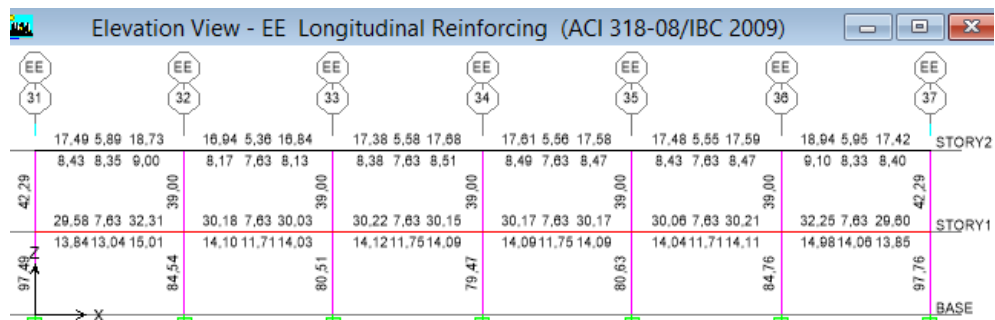 Elevation View - EE Longitudinal Reinforcing (ACI 318-08/IBC 2009)
EE EE EE EE EE EE EE
31 32 33 34 35 36 37
17,49 5,89 18,73 16,94 5,36 16,84 17,38 5,58 17,68 17,61 5,56 17,58 17,48 5,55 17,59 18,94 5,95 17,42
STORY2
8,43 8,35 9,00 8,17 7,63 8,13 8,38 7,63 8,51 8,49 7,63 8,47 8,43 7,63 8,47 9,10 8,33 8,40
42,29 39,00 39,00 39,00 39,00 39,00 42,29
29,58 7,63 32,31 30,18 7,63 30,03 30,22 7,63 30,15 30,17 7,63 30,17 30,06 7,63 30,21 32,25 7,63 29,60
STORY1
13,84 13,04 15,01 14,10 11,71 14,03 14,12 11,75 14,09 14,09 11,75 14,09 14,04 11,71 14,11 14,98 14,06 13,85
Z
97,49 84,54 80,51 79,47 80,63 84,76 97,76
BASE
X